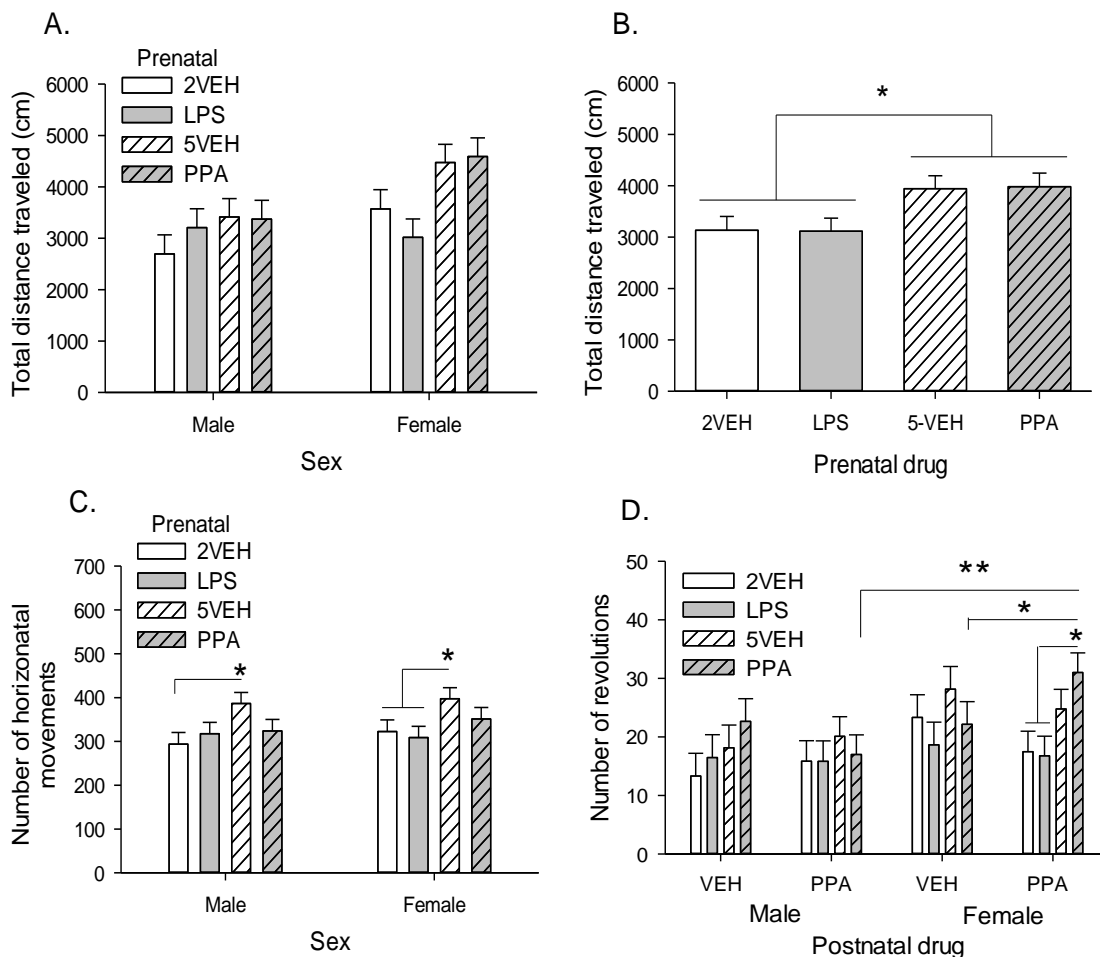 A.
Prenatal
2VEH
LPS
5VEH
PPA
Total distance traveled (cm)
6000
5000
4000
3000
2000
1000
0
Male
Female
Sex
B.
*
Total distance traveled (cm)
6000
5000
4000
3000
2000
1000
0
2VEH
LPS
5-VEH
PPA
Prenatal drug
C.
Prenatal
2VEH
LPS
5VEH
PPA
*
*
Number of horizonatal
movements
700
600
500
400
300
200
100
0
Male
Female
Sex
D.
2VEH
LPS
5VEH
PPA
**
*
*
Number of revolutions
50
40
30
20
10
0
VEH
PPA
VEH
PPA
Male
Female
Postnatal drug